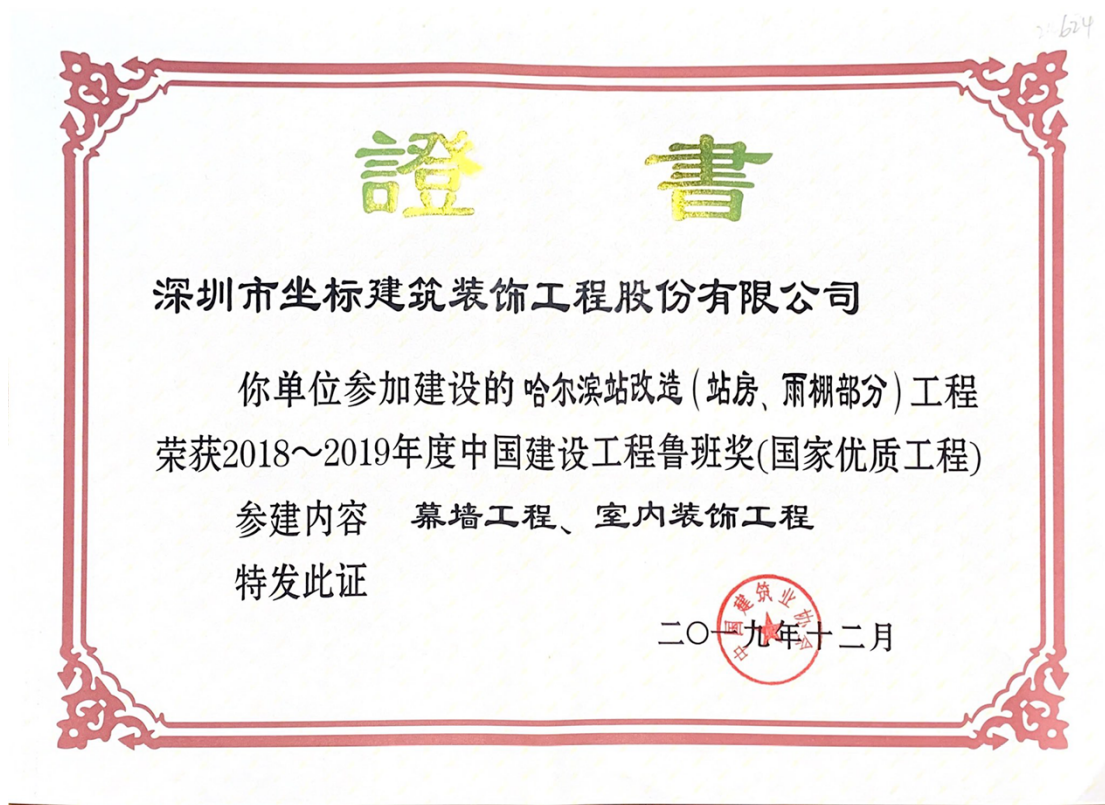 624
證書
深圳市坐标建筑装饰工程股份有限公司
你单位参加建设的哈尔滨站改造(站房、雨棚部分)工程
荣获2018~2019年度中国建设工程鲁班奖(国家优质工程)
参建内容 幕墙工程、室内装饰工程
特发此证
二〇一九年十二月
中国建筑业协会